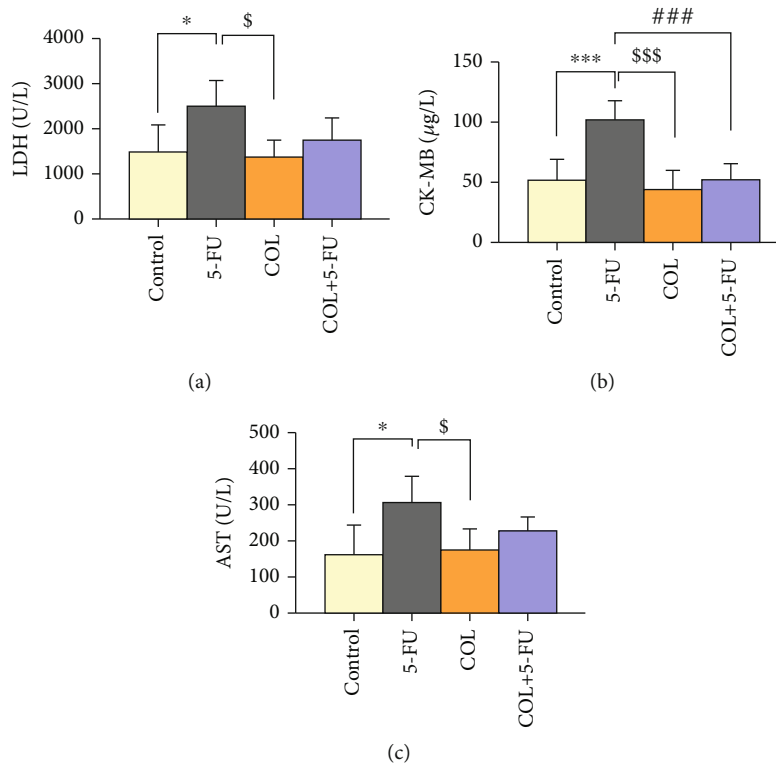 * $
LDH (U/L)
4000
3000
2000
1000
0
Control
5-FU
COL
COL+5-FU
(a)
###
*** $$$
CK-MB (μg/L)
150
100
50
0
Control
5-FU
COL
COL+5-FU
(b)
* $
AST (U/L)
500
400
300
200
100
0
Control
5-FU
COL
COL+5-FU
(c)